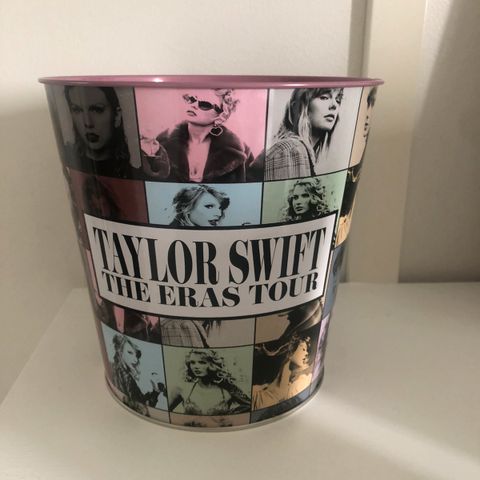 TAYLOR SWIFT
THE ERAS TOUR